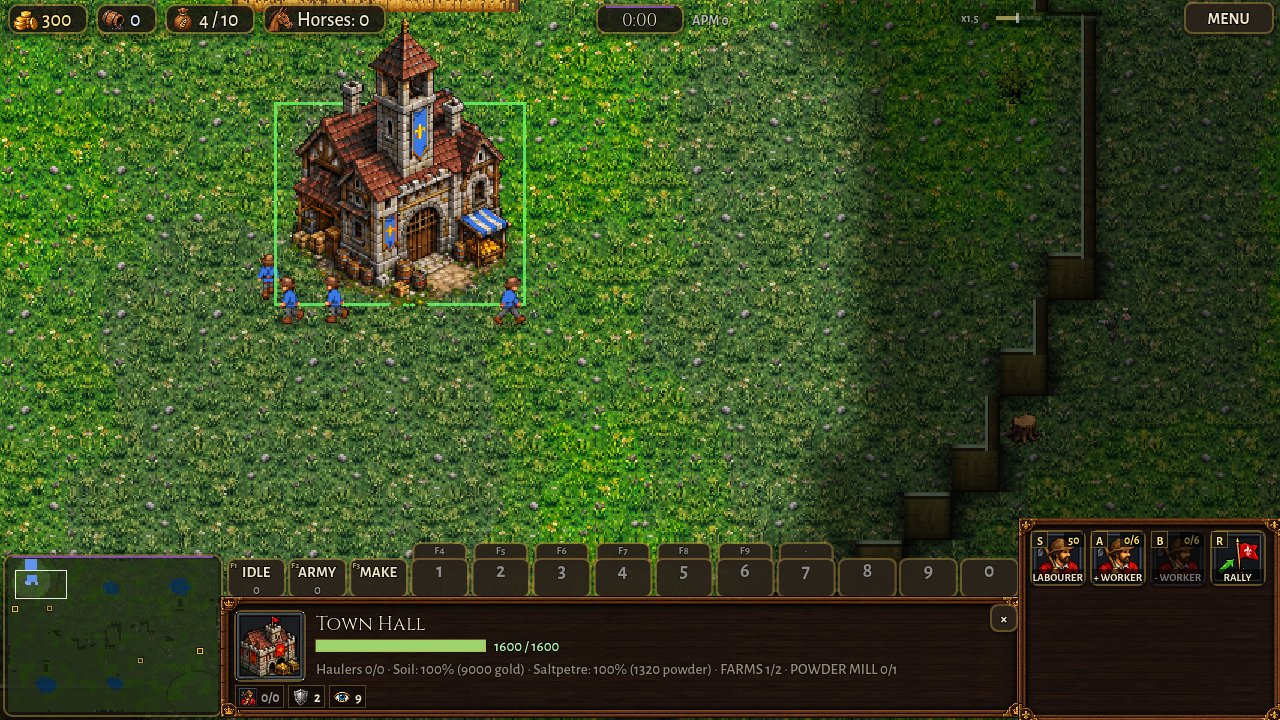 300
0
4/10
Horses: 0
0:00
APM 0
x1.5
MENU
F1 IDLE 0
F2 ARMY 0
F3 MAKE
F4 1
F5 2
F6 3
F7 4
F8 5
F9 6
7
8
9
0
TOWN HALL
1600 / 1600
Haulers 0/0 · Soil: 100% (9000 gold) · Saltpetre: 100% (1320 powder) · FARMS 1/2 · POWDER MILL 0/1
0/0
2
9
×
S 50 LABOURER
A 0/6 + WORKER
B 0/6 - WORKER
R RALLY